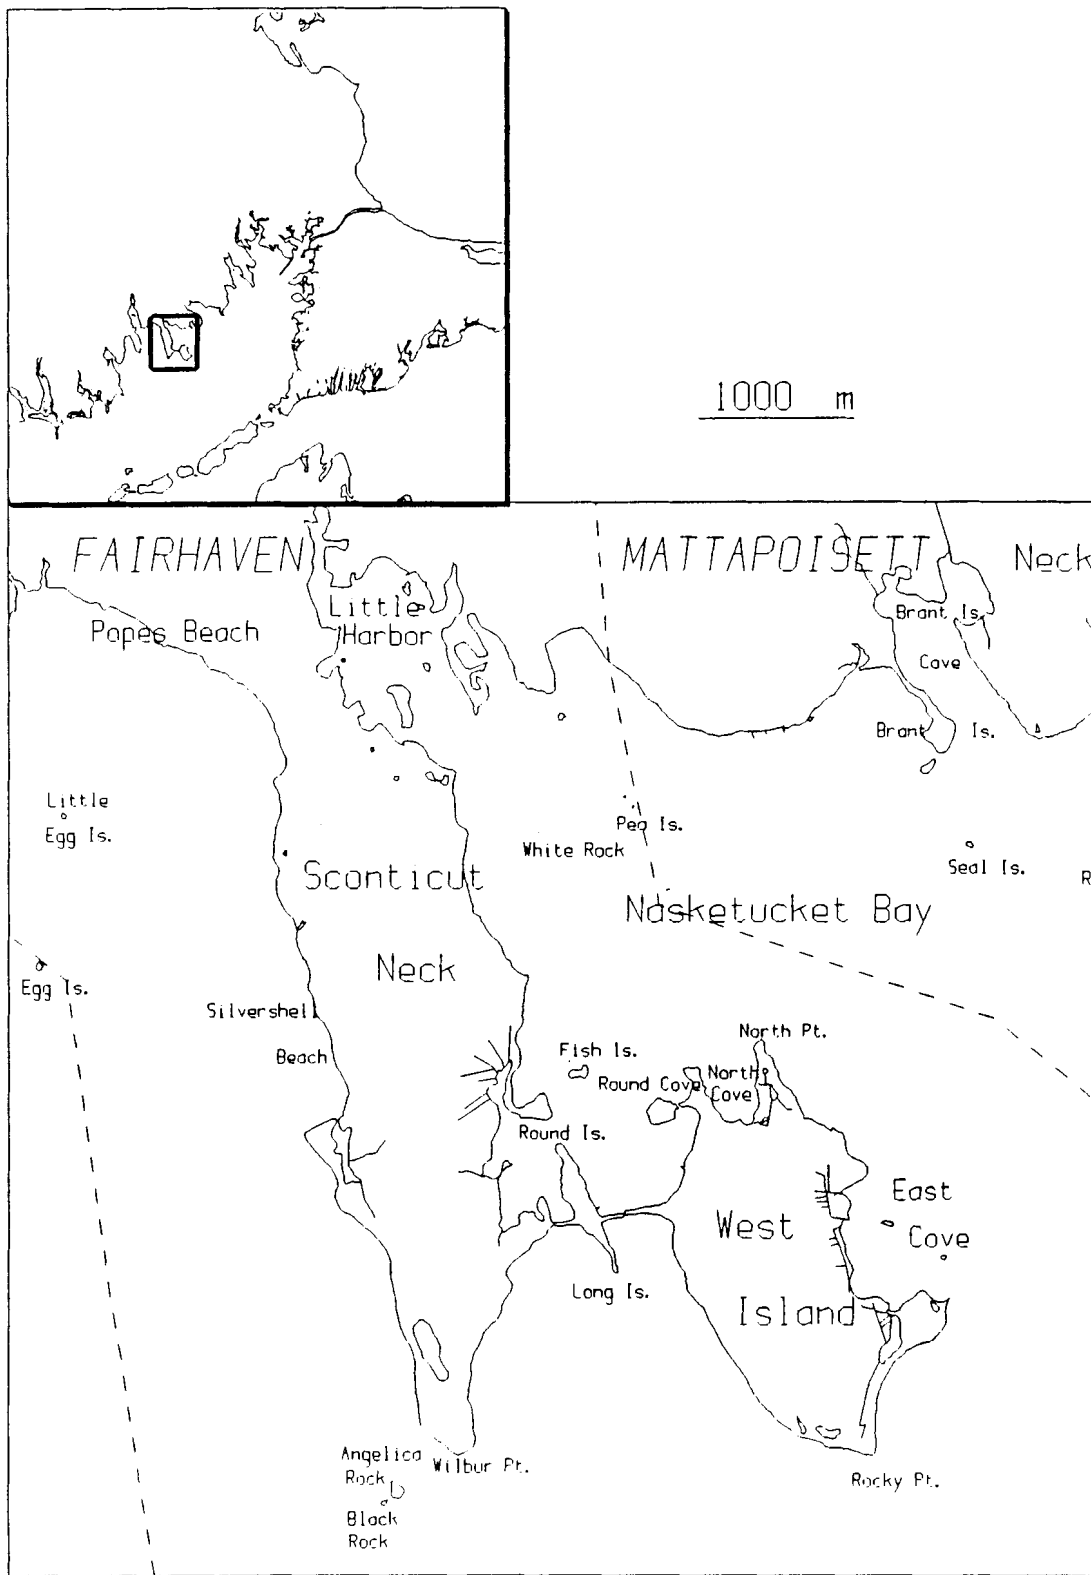 1000 m
FAIRHAVEN
MATTAPOISETT
Neck
Little
Harbor
Popes Beach
Brant Is.
Cove
Brant Is.
Little
Egg Is.
Pea Is.
White Rock
Seal Is.
R
Sconticut
Neck
Nasketucket Bay
Egg Is.
Silvershell
Beach
North Pt.
Fish Is.
Round Cove
North
Cove
Round Is.
East
Cove
West
Island
Long Is.
Angelica
Rock
Wilbur Pt.
Rocky Pt.
Black
Rock